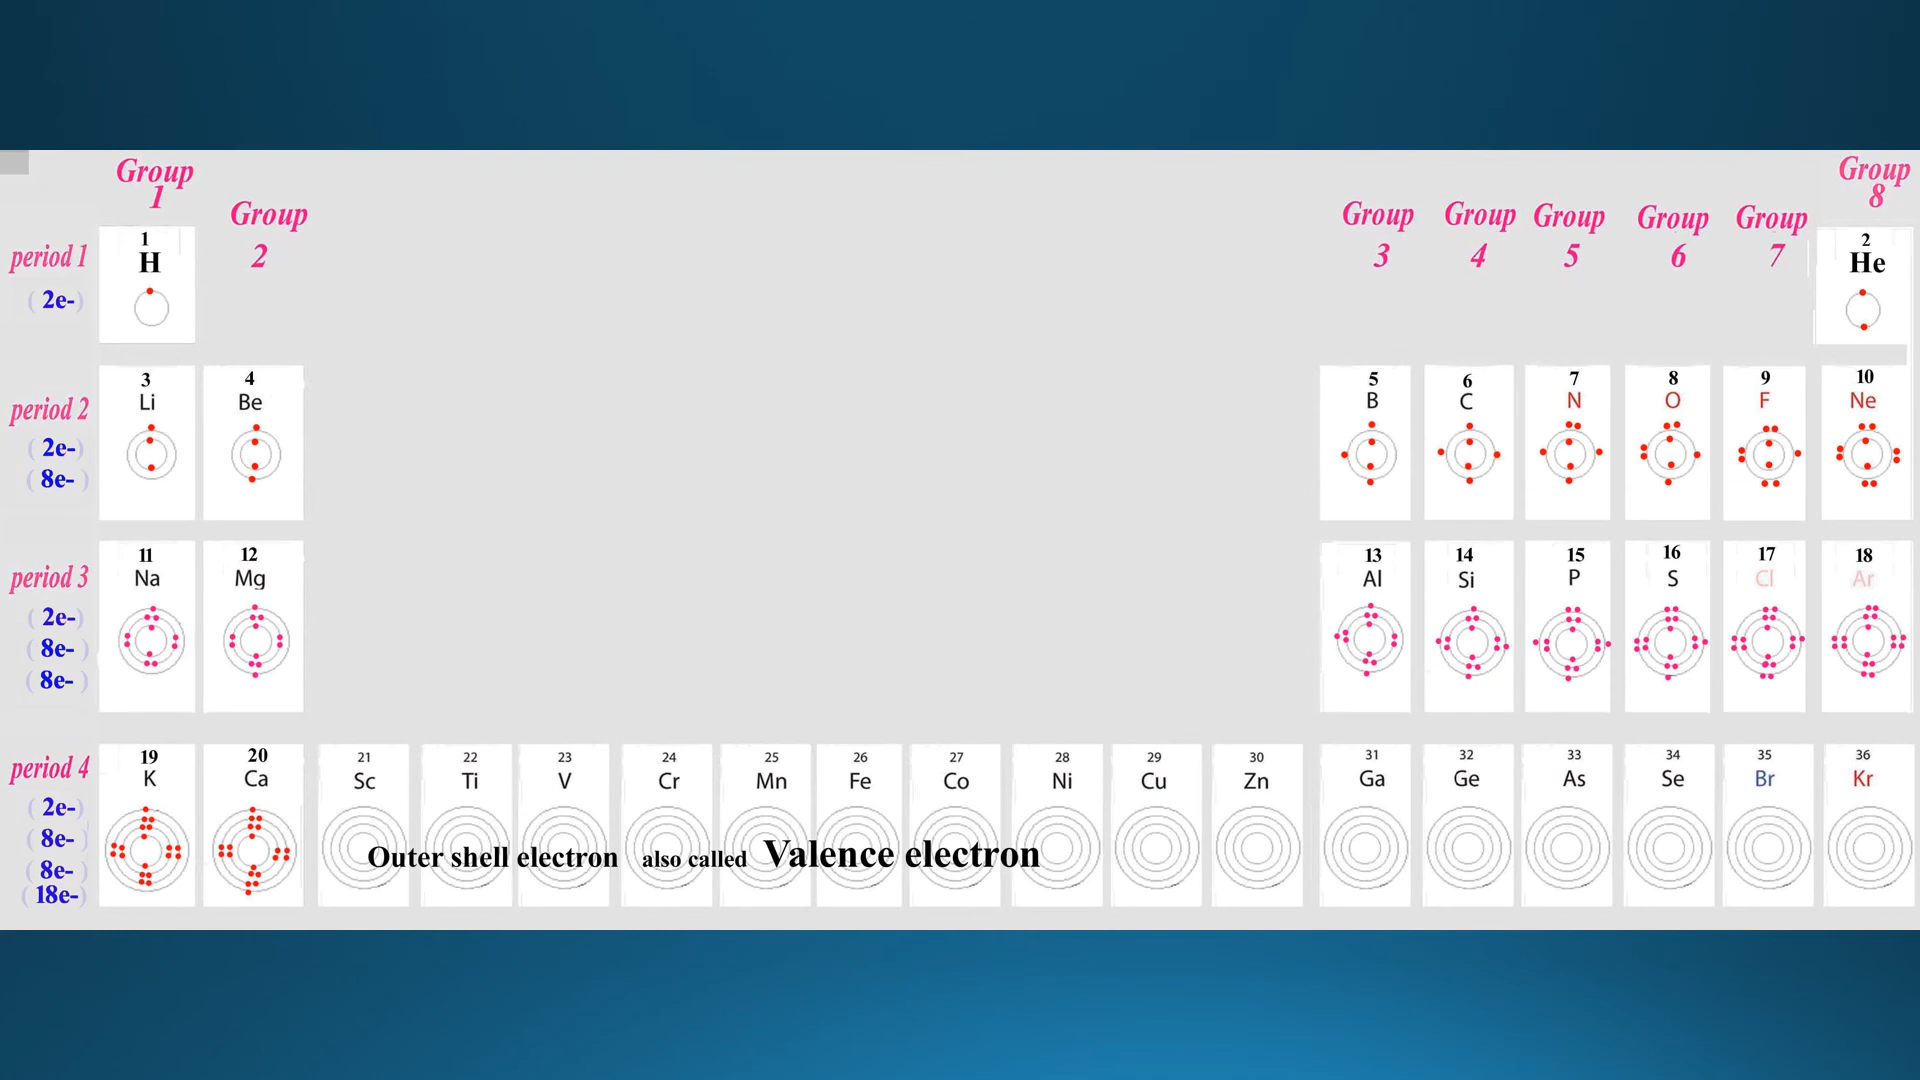 Group 1
Group 2
Group 3
Group 4
Group 5
Group 6
Group 7
Group 8
period 1
( 2e- )
1
H
2
He
period 2
( 2e- )
( 8e- )
3
Li
4
Be
5
B
6
C
7
N
8
O
9
F
10
Ne
period 3
( 2e- )
( 8e- )
( 8e- )
11
Na
12
Mg
13
Al
14
Si
15
P
16
S
17
Cl
18
Ar
period 4
( 2e- )
( 8e- )
( 8e- )
( 18e- )
19
K
20
Ca
21
Sc
22
Ti
23
V
24
Cr
25
Mn
26
Fe
27
Co
28
Ni
29
Cu
30
Zn
31
Ga
32
Ge
33
As
34
Se
35
Br
36
Kr
Outer shell electron also called Valence electron